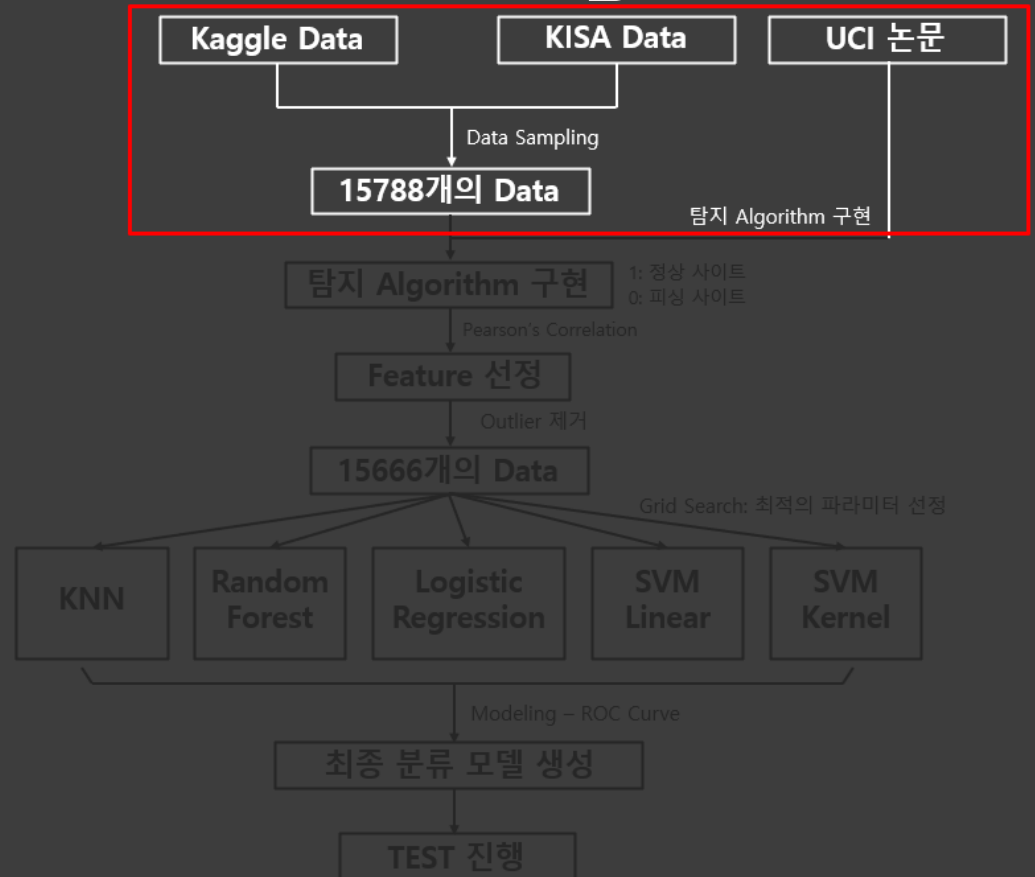 Kaggle Data
KISA Data
UCI 논문
Data Sampling
15788개의 Data
탐지 Algorithm 구현
탐지 Algorithm 구현
1: 정상 사이트
0: 피싱 사이트
Pearson's Correlation
Feature 선정
Outlier 제거
15666개의 Data
Grid Search: 최적의 파라미터 선정
KNN
Random
Forest
Logistic
Regression
SVM
Linear
SVM
Kernel
Modeling – ROC Curve
최종 분류 모델 생성
TEST 진행